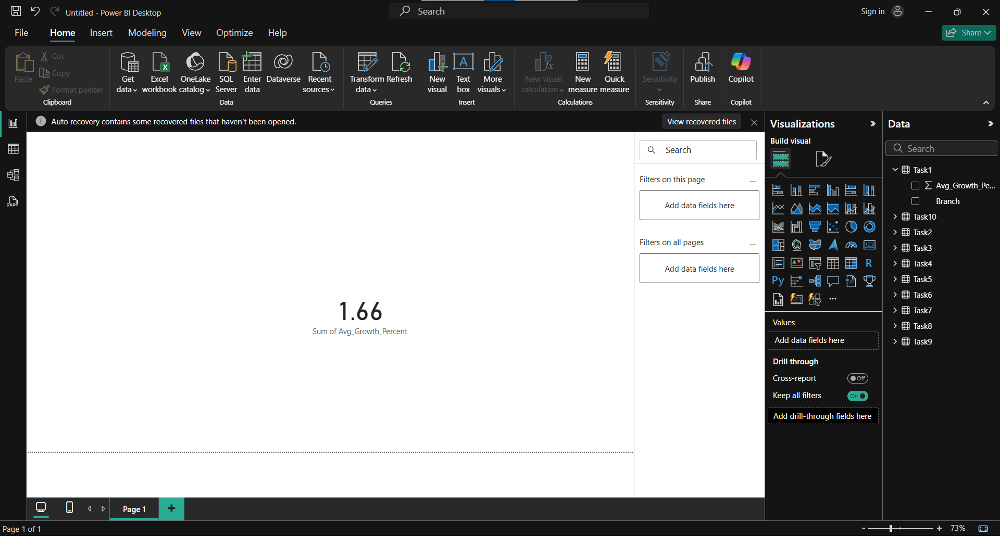 Untitled - Power BI Desktop
Search
Sign in
File
Home
Insert
Modeling
View
Optimize
Help
Share
Paste
Cut
Copy
Format painter
Clipboard
Get data
Excel workbook
OneLake catalog
SQL Server
Enter data
Dataverse
Recent sources
Data
Transform data
Refresh
Queries
New visual
Text box
More visuals
Insert
New visual calculation
New measure
Quick measure
Calculations
Sensitivity
Sensitivity
Publish
Share
Copilot
Copilot
Auto recovery contains some recovered files that haven't been opened.
View recovered files
1.66
Sum of Avg_Growth_Percent
Search
Filters on this page
...
Add data fields here
Filters on all pages
...
Add data fields here
Visualizations
Build visual
123
R
Py
123
Values
Add data fields here
Drill through
Cross-report
Off
Keep all filters
On
Add drill-through fields here
Data
Search
Task1
Avg_Growth_Pe...
Branch
Task10
Task2
Task3
Task4
Task5
Task6
Task7
Task8
Task9
DAX
Page 1
Page 1 of 1
73%